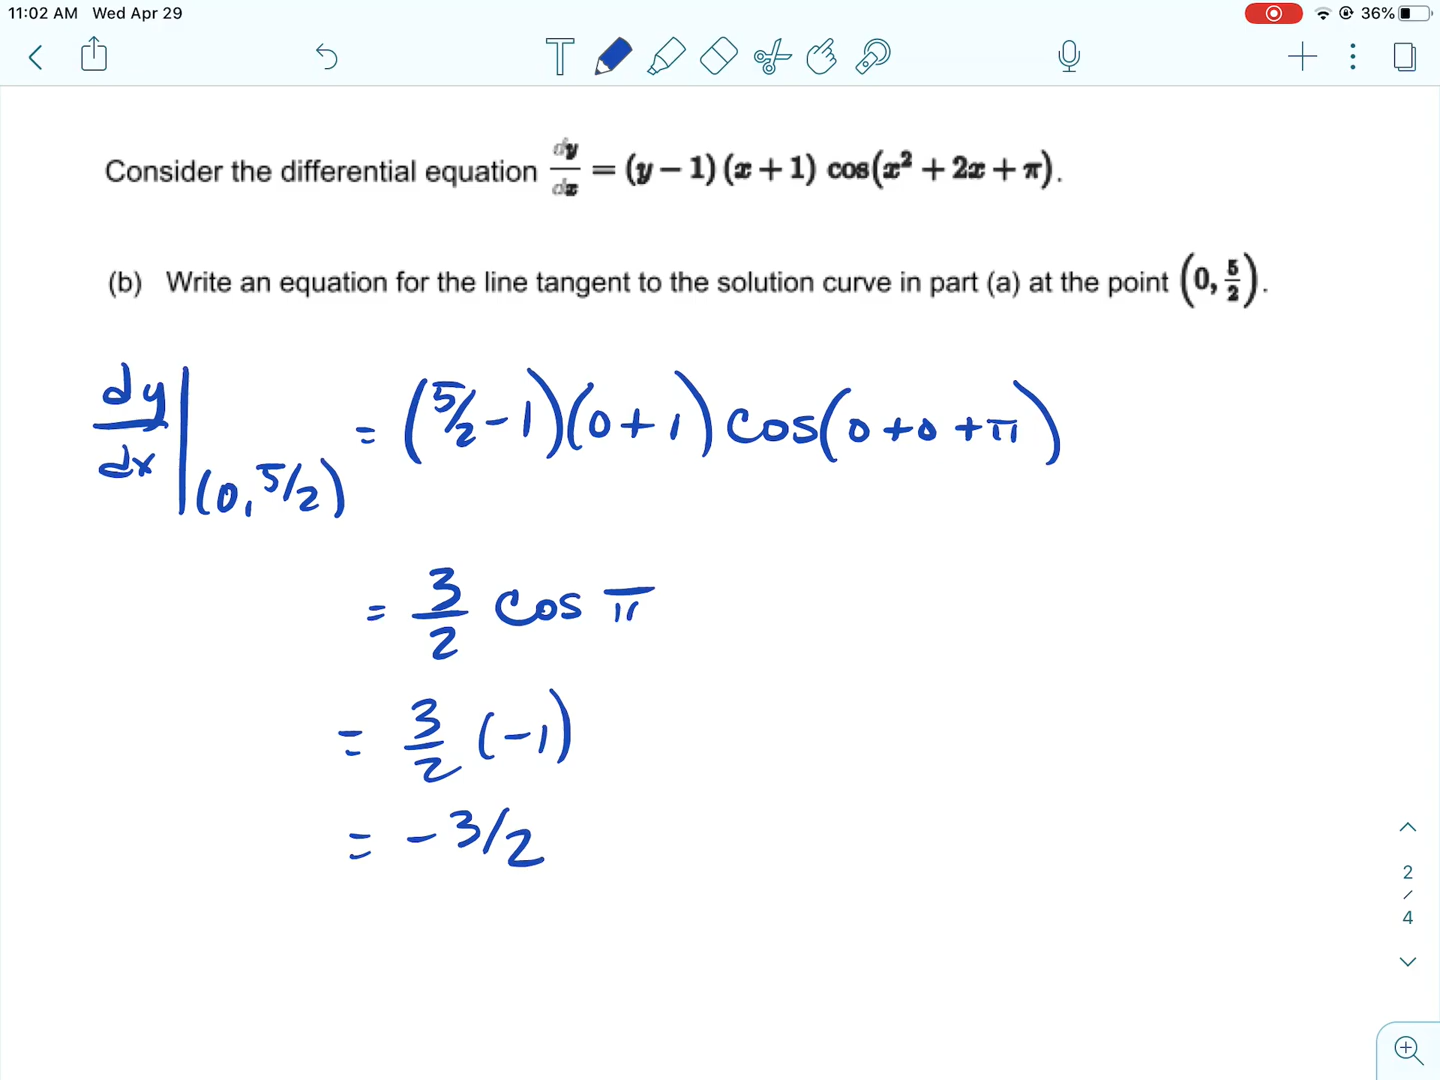 11:02 AM Wed Apr 29 36%
T
Consider the differential equation dy/dx = (y − 1)(x + 1) cos(x² + 2x + π).
(b) Write an equation for the line tangent to the solution curve in part (a) at the point (0, 5/2).
dy/dx |(0, 5/2) = (5/2 − 1)(0 + 1) cos(0 + 0 + π)
= 3/2 cos π
= 3/2 (−1)
= − 3/2
2
/
4